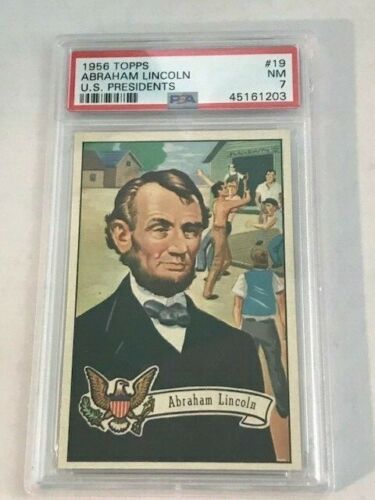 1956 TOPPS #19
ABRAHAM LINCOLN NM
U.S. PRESIDENTS 7
PSA 45161203
Abraham Lincoln